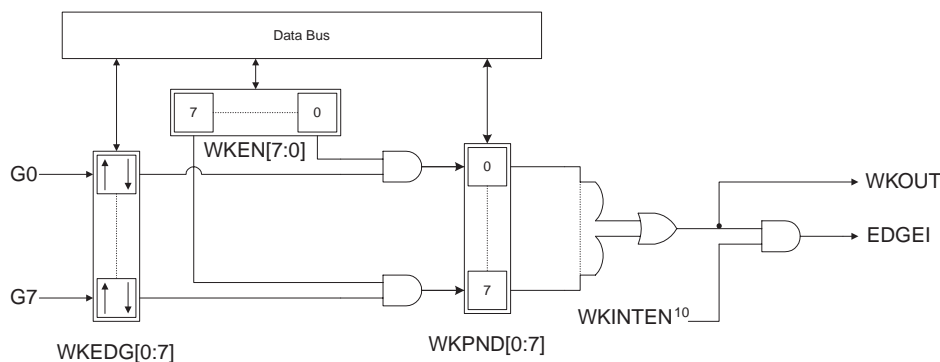 Data Bus
7 0
WKEN[7:0]
G0
0
WKOUT
EDGEI
G7
7
WKINTEN10
WKEDG[0:7]
WKPND[0:7]